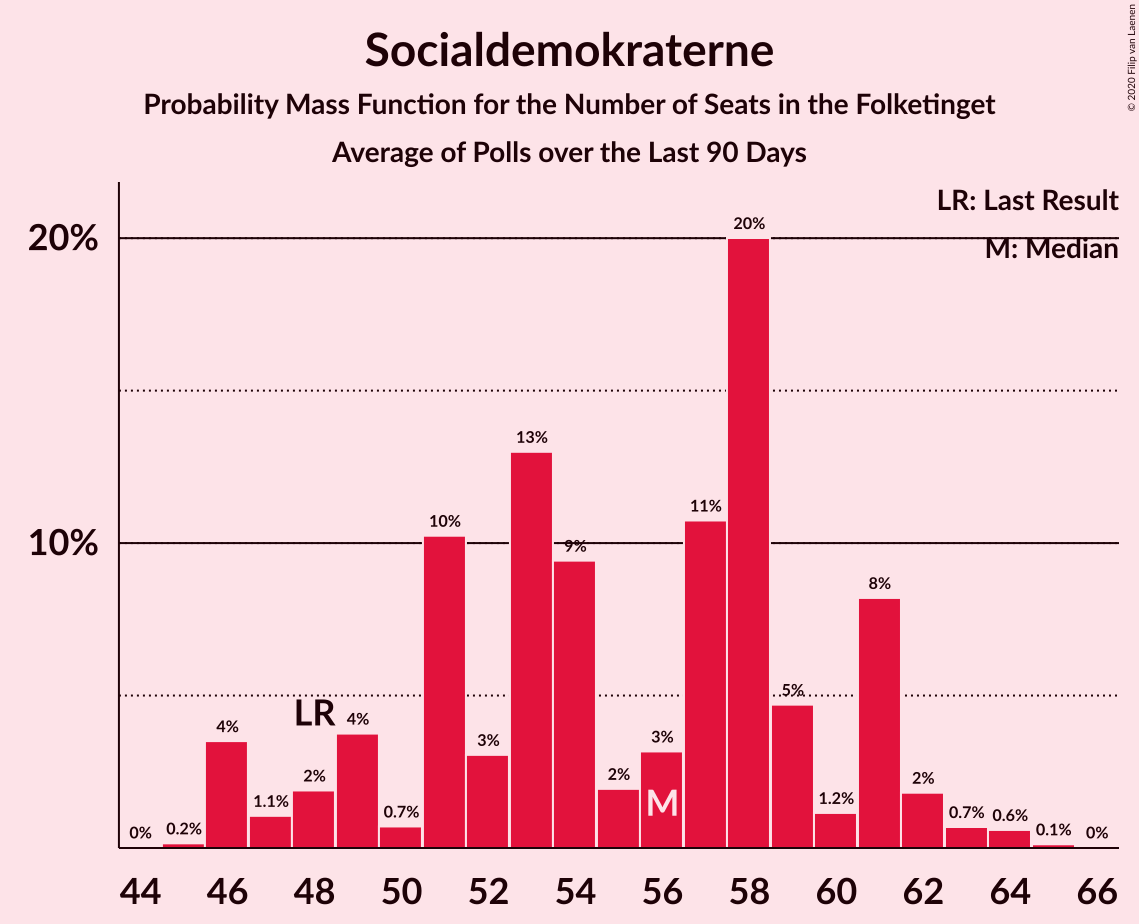 Socialdemokraterne
Probability Mass Function for the Number of Seats in the Folketinget
Average of Polls over the Last 90 Days
© 2020 Filip van Laenen
LR: Last Result
M: Median
20%
10%
0%
0.2%
4%
1.1%
2%
LR
4%
0.7%
10%
3%
13%
9%
2%
3%
M
11%
20%
5%
1.2%
8%
2%
0.7%
0.6%
0.1%
0%
44 46 48 50 52 54 56 58 60 62 64 66